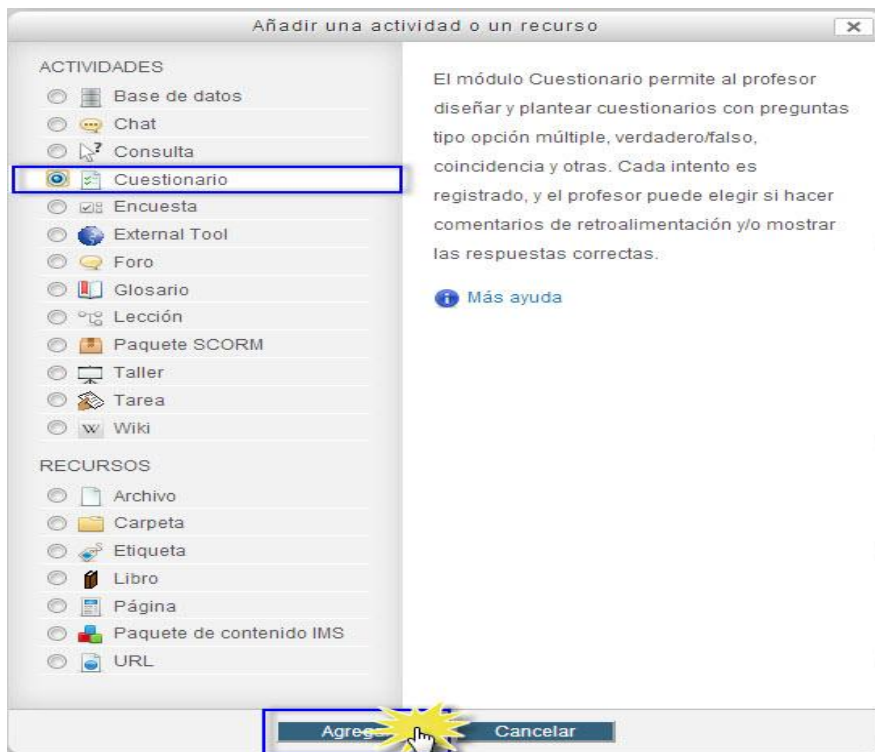 Añadir una actividad o un recurso
ACTIVIDADES
Base de datos
Chat
Consulta
Cuestionario
Encuesta
External Tool
Foro
Glosario
Lección
Paquete SCORM
Taller
Tarea
Wiki
RECURSOS
Archivo
Carpeta
Etiqueta
Libro
Página
Paquete de contenido IMS
URL
El módulo Cuestionario permite al profesor
diseñar y plantear cuestionarios con preguntas
tipo opción múltiple, verdadero/falso,
coincidencia y otras. Cada intento es
registrado, y el profesor puede elegir si hacer
comentarios de retroalimentación y/o mostrar
las respuestas correctas.
Más ayuda
Cancelar